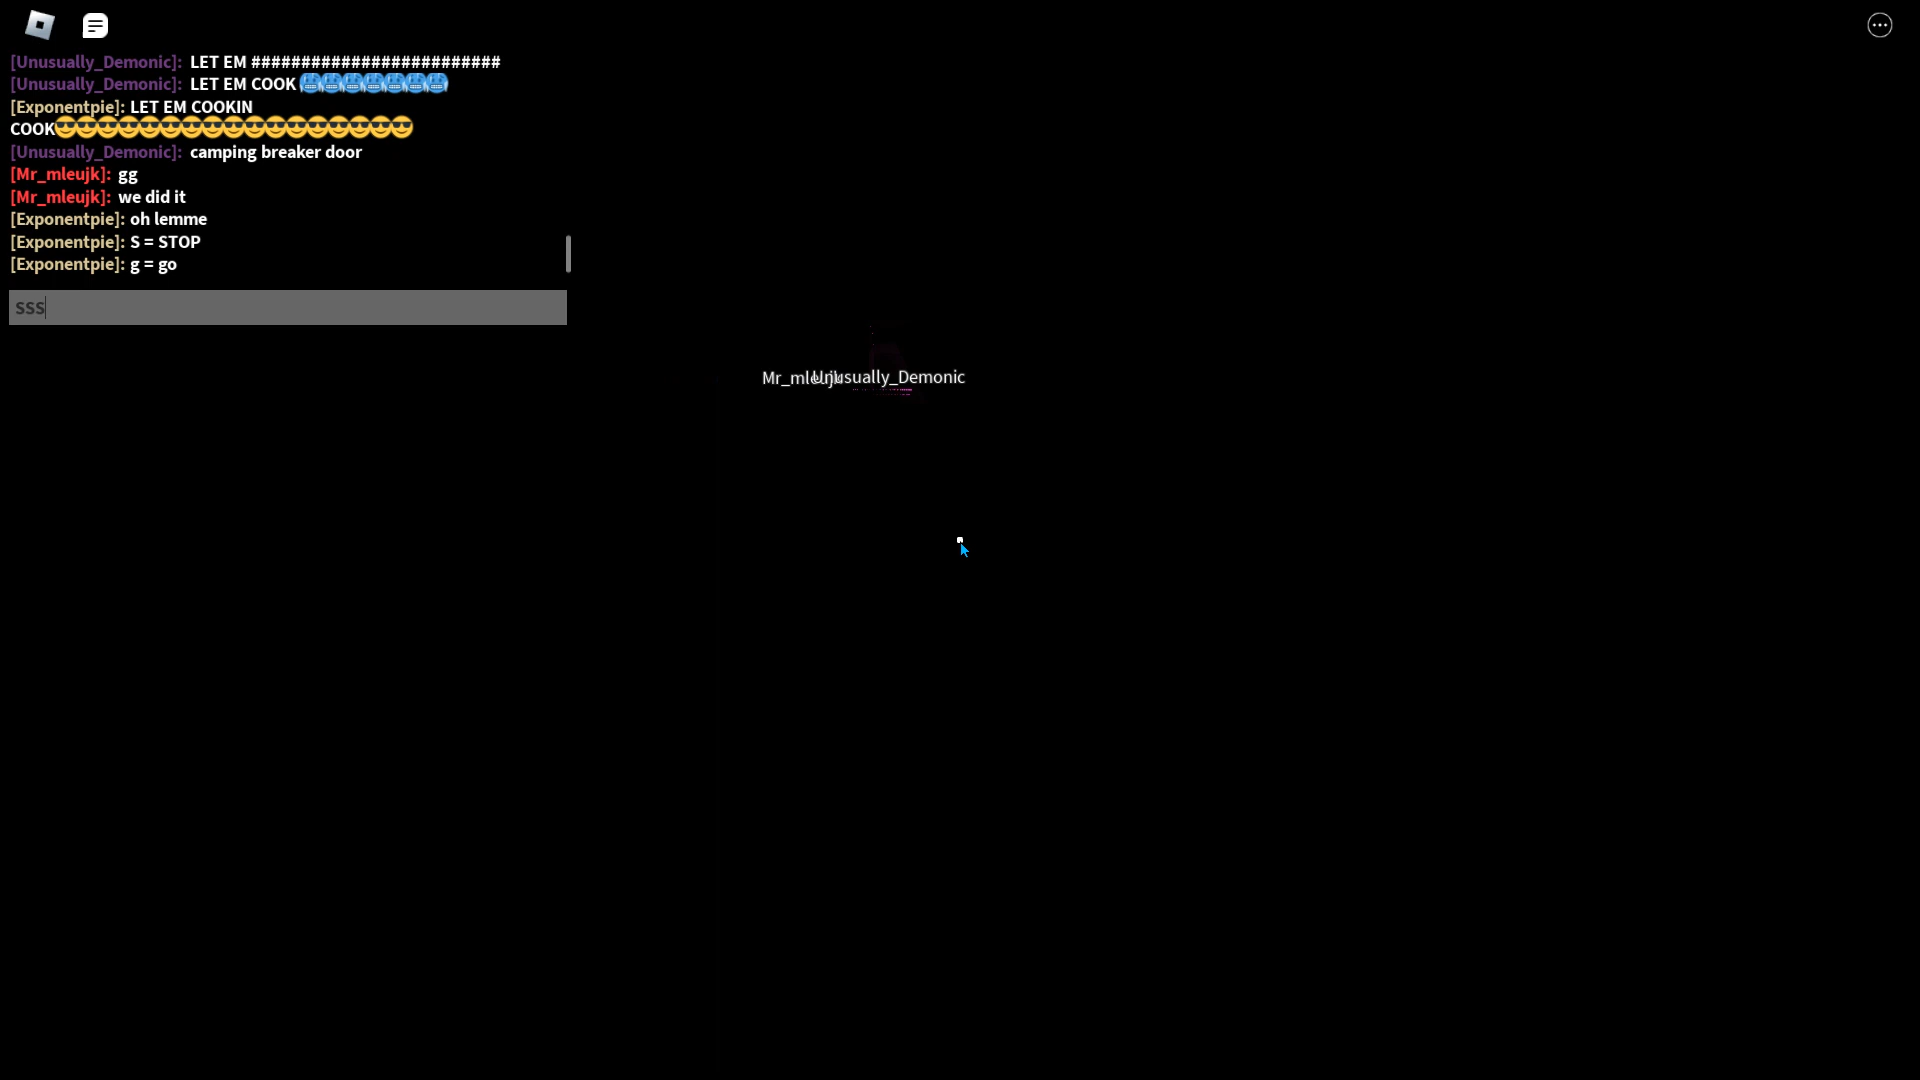 [Unusually_Demonic]: LET EM #########################
[Unusually_Demonic]: LET EM COOK 🥶🥶🥶🥶🥶🥶🥶
[Exponentpie]: LET EM COOKIN
COOK😎😎😎😎😎😎😎😎😎😎😎😎😎😎😎😎😎
[Unusually_Demonic]: camping breaker door
[Mr_mleujk]: gg
[Mr_mleujk]: we did it
[Exponentpie]: oh lemme
[Exponentpie]: S = STOP
[Exponentpie]: g = go
SSS
Mr_mleujk Unusually_Demonic